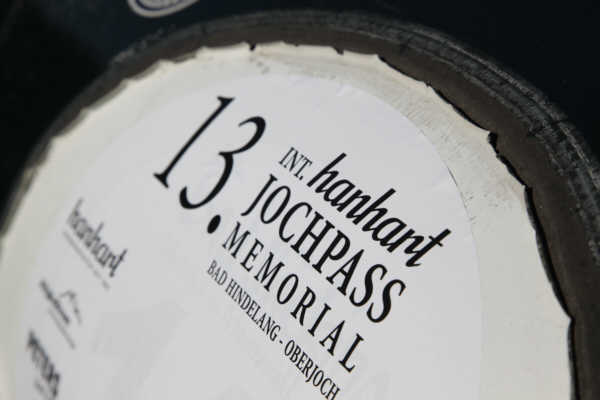 13.
INT. hanhart
JOCHPASS
MEMORIAL
BAD HINDELANG - OBERJOCH
hanhart